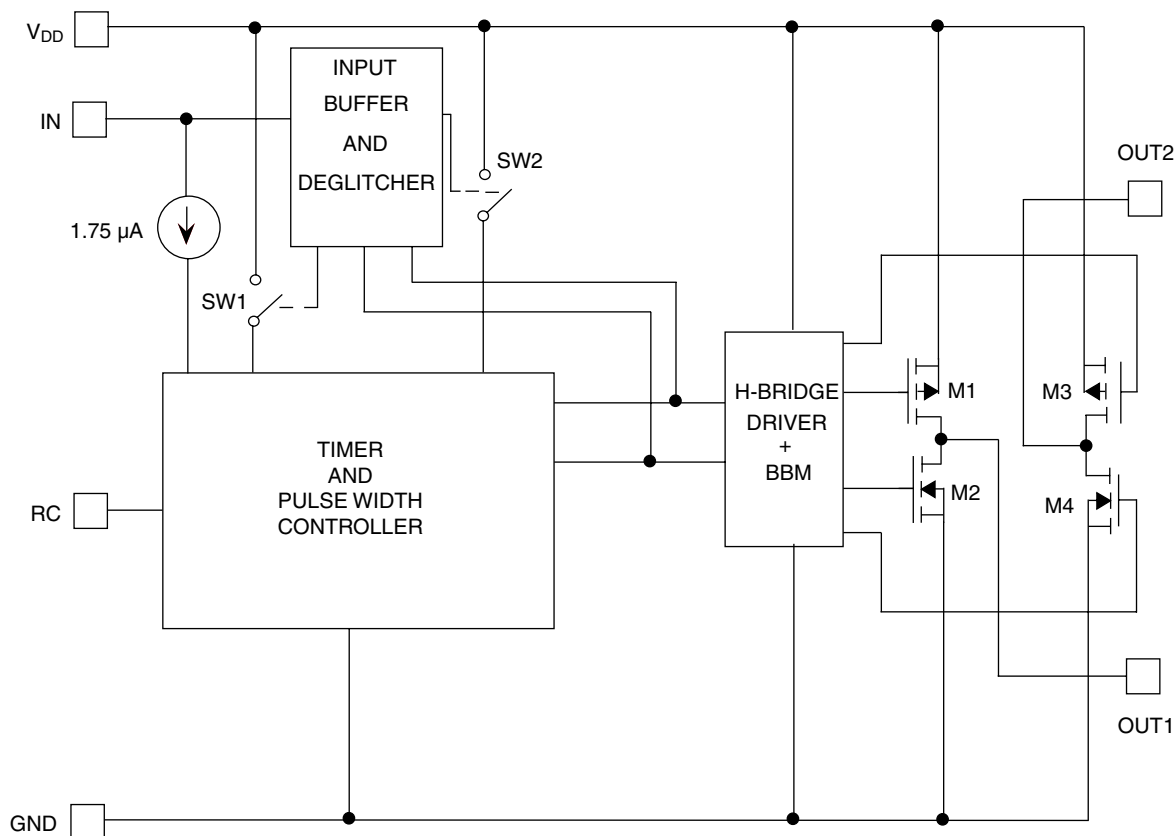 VDD
IN
INPUT
BUFFER
AND
DEGLITCHER
SW2
OUT2
1.75 µA
SW1
H-BRIDGE
DRIVER
+
BBM
M1
M3
M2
M4
TIMER
AND
PULSE WIDTH
CONTROLLER
RC
OUT1
GND